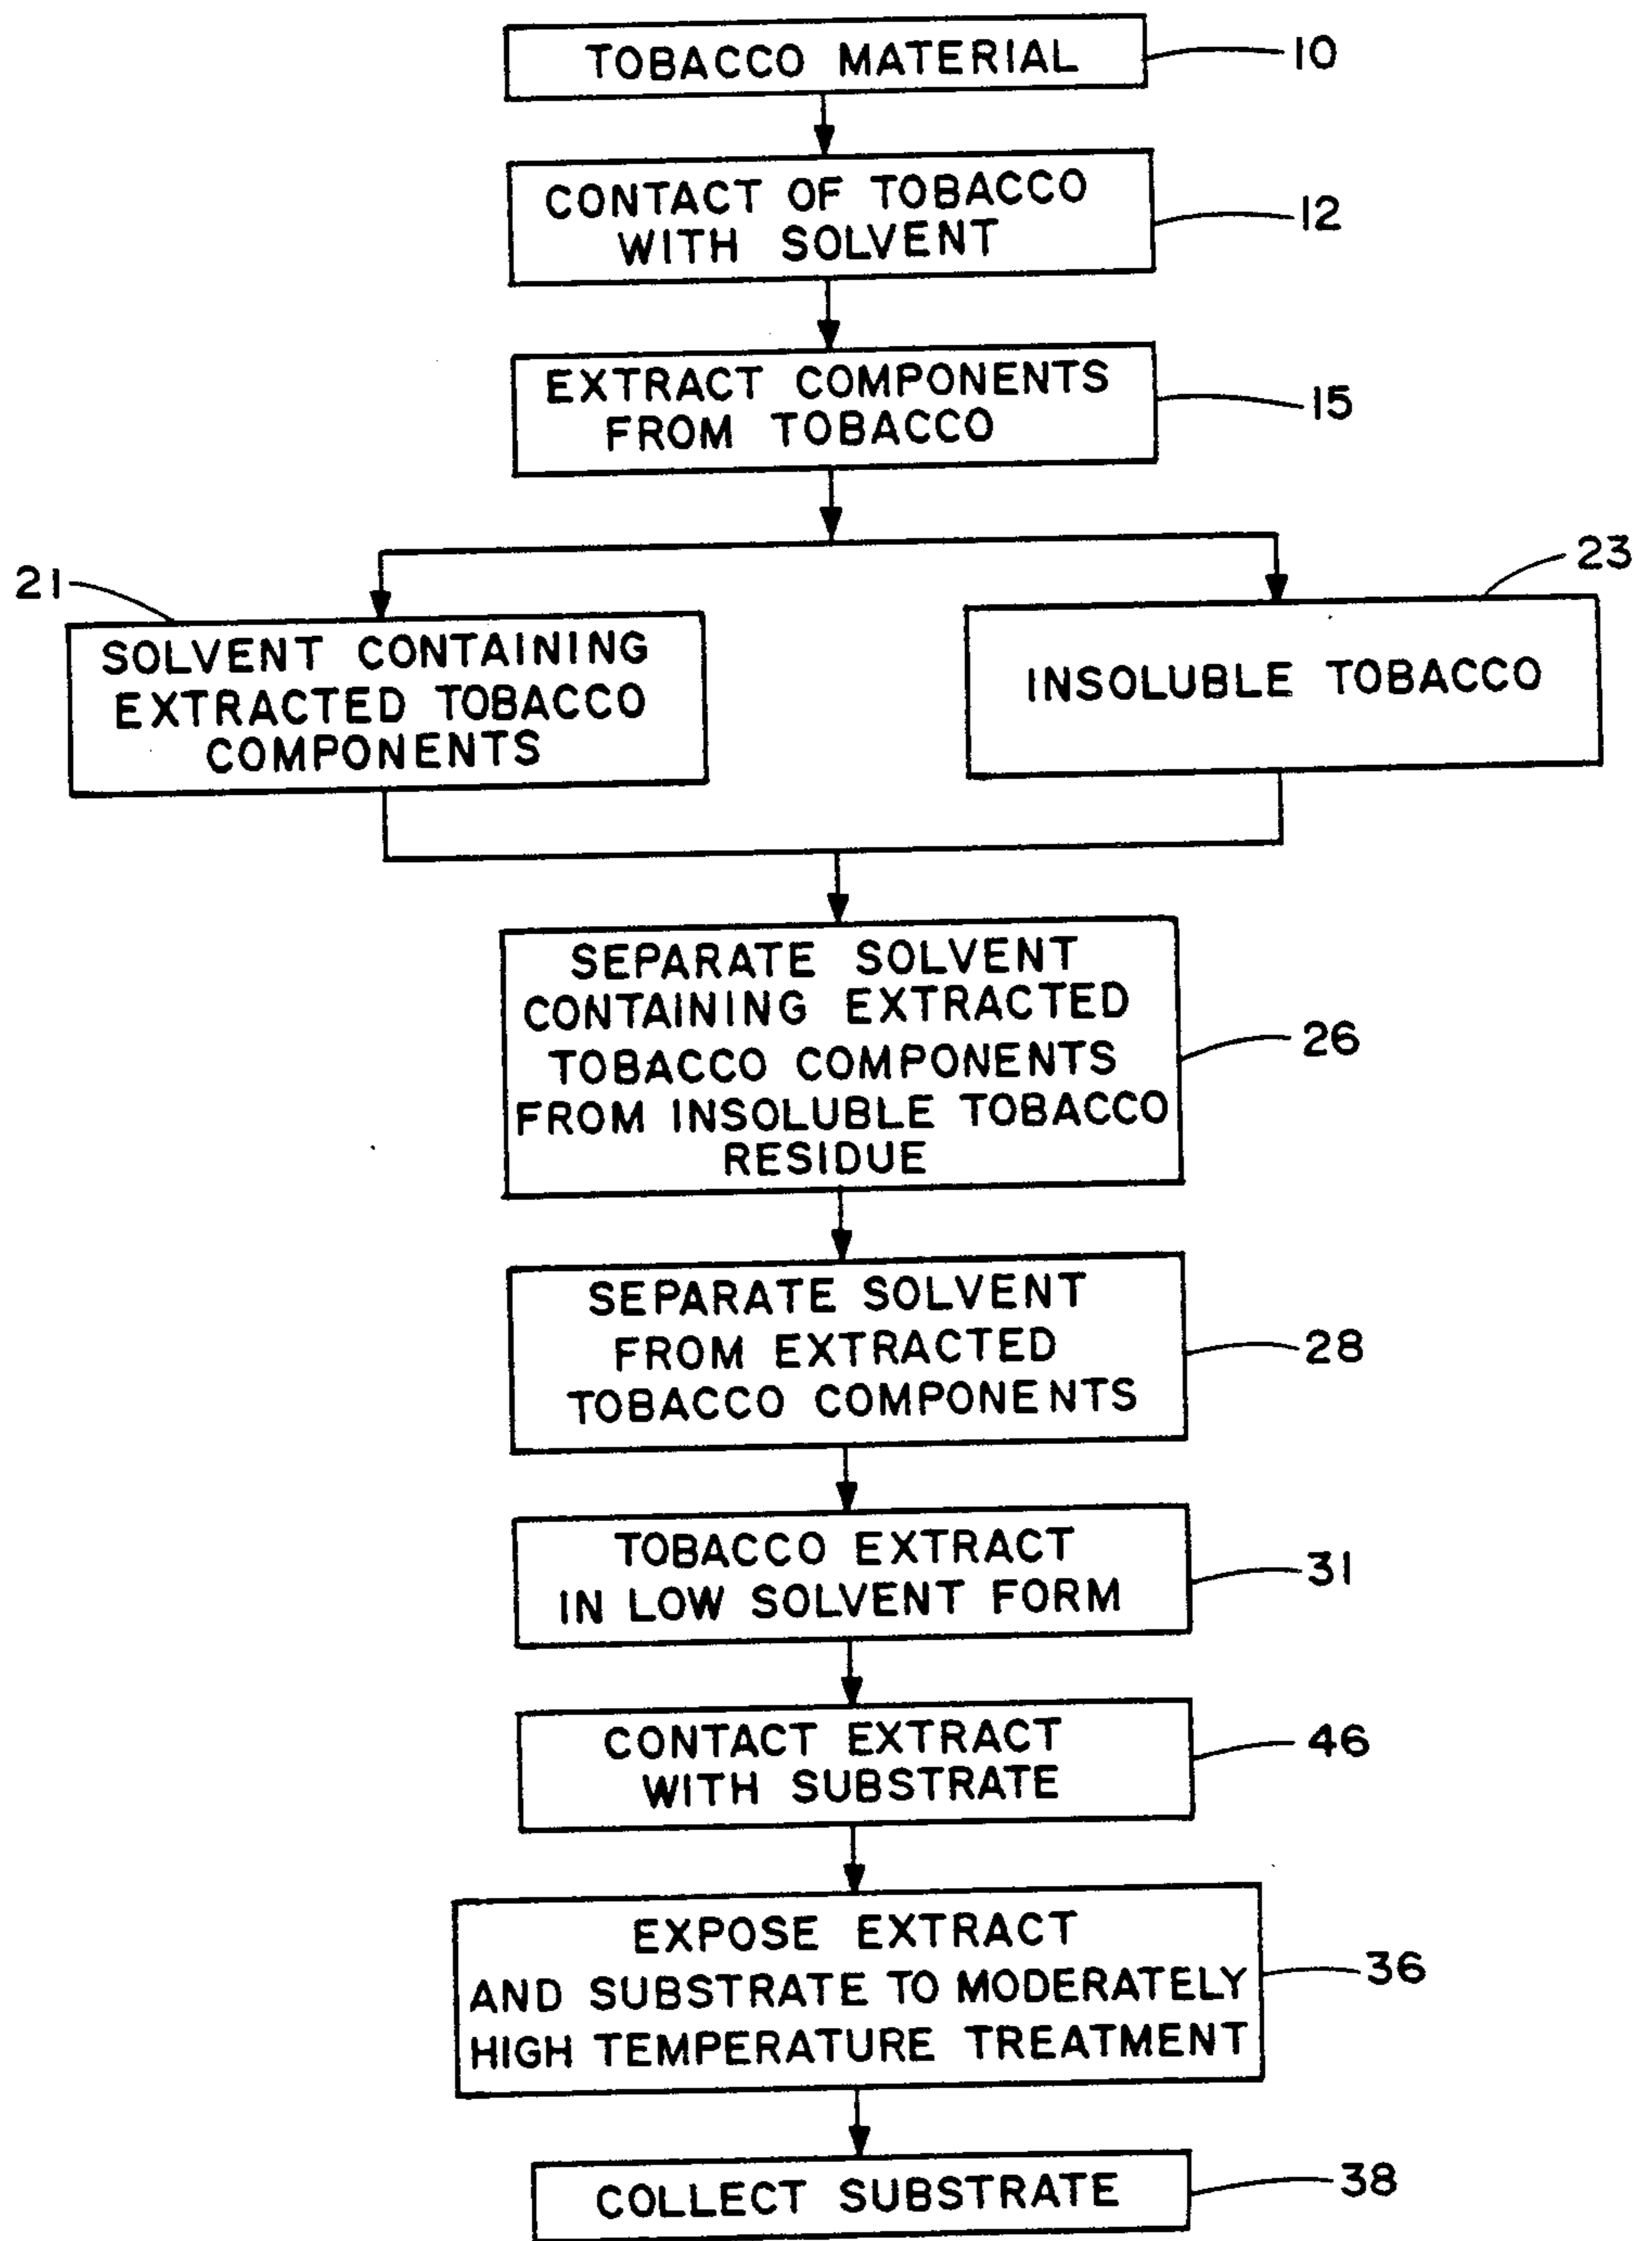 TOBACCO MATERIAL
10
CONTACT OF TOBACCO
WITH SOLVENT
12
EXTRACT COMPONENTS
FROM TOBACCO
15
21
SOLVENT CONTAINING
EXTRACTED TOBACCO
COMPONENTS
23
INSOLUBLE TOBACCO
SEPARATE SOLVENT
CONTAINING EXTRACTED
TOBACCO COMPONENTS
FROM INSOLUBLE TOBACCO
RESIDUE
26
SEPARATE SOLVENT
FROM EXTRACTED
TOBACCO COMPONENTS
28
TOBACCO EXTRACT
IN LOW SOLVENT FORM
31
CONTACT EXTRACT
WITH SUBSTRATE
46
EXPOSE EXTRACT
AND SUBSTRATE TO MODERATELY
HIGH TEMPERATURE TREATMENT
36
COLLECT SUBSTRATE
38